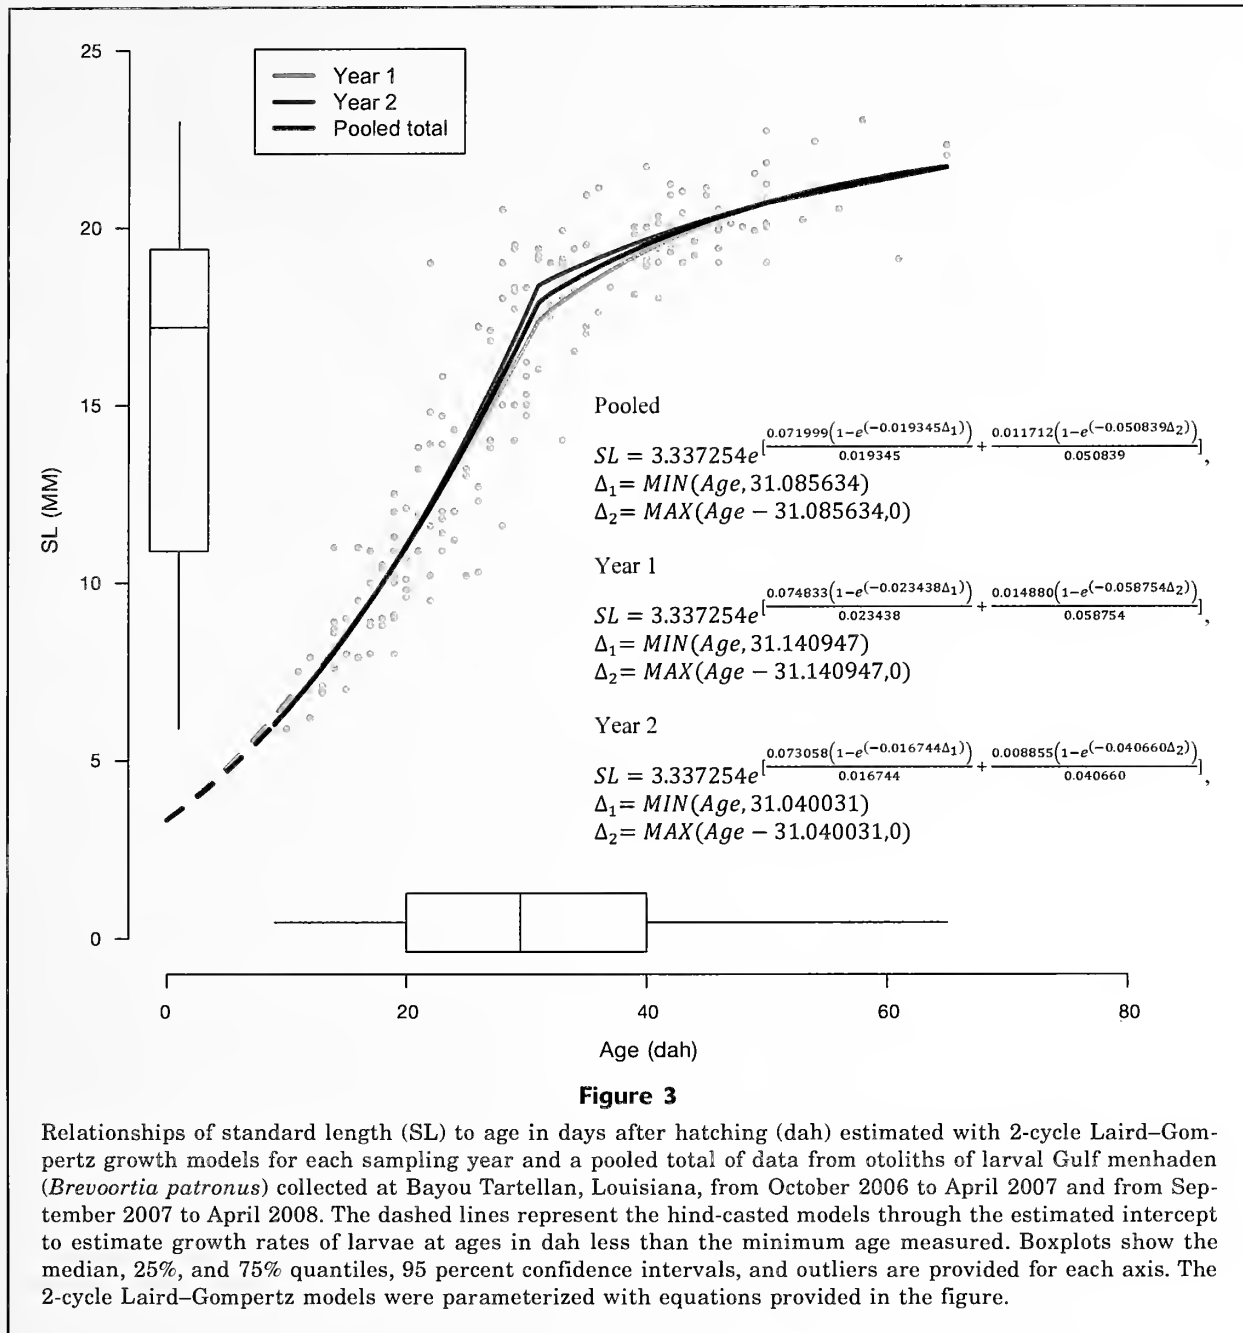 25
20
15
10
5
0
SL (MM)
Year 1
Year 2
Pooled total
Pooled
SL = 3.337254e^[0.071999(1-e^(-0.019345Δ₁))/0.019345 + 0.011712(1-e^(-0.050839Δ₂))/0.050839],
Δ₁= MIN(Age, 31.085634)
Δ₂= MAX(Age − 31.085634,0)
Year 1
SL = 3.337254e^[0.074833(1-e^(-0.023438Δ₁))/0.023438 + 0.014880(1-e^(-0.058754Δ₂))/0.058754],
Δ₁= MIN(Age, 31.140947)
Δ₂= MAX(Age − 31.140947,0)
Year 2
SL = 3.337254e^[0.073058(1-e^(-0.016744Δ₁))/0.016744 + 0.008855(1-e^(-0.040660Δ₂))/0.040660],
Δ₁= MIN(Age, 31.040031)
Δ₂= MAX(Age − 31.040031,0)
0 20 40 60 80
Age (dah)
Figure 3
Relationships of standard length (SL) to age in days after hatching (dah) estimated with 2-cycle Laird–Gom-
pertz growth models for each sampling year and a pooled total of data from otoliths of larval Gulf menhaden
(Brevoortia patronus) collected at Bayou Tartellan, Louisiana, from October 2006 to April 2007 and from Sep-
tember 2007 to April 2008. The dashed lines represent the hind-casted models through the estimated intercept
to estimate growth rates of larvae at ages in dah less than the minimum age measured. Boxplots show the
median, 25%, and 75% quantiles, 95 percent confidence intervals, and outliers are provided for each axis. The
2-cycle Laird–Gompertz models were parameterized with equations provided in the figure.